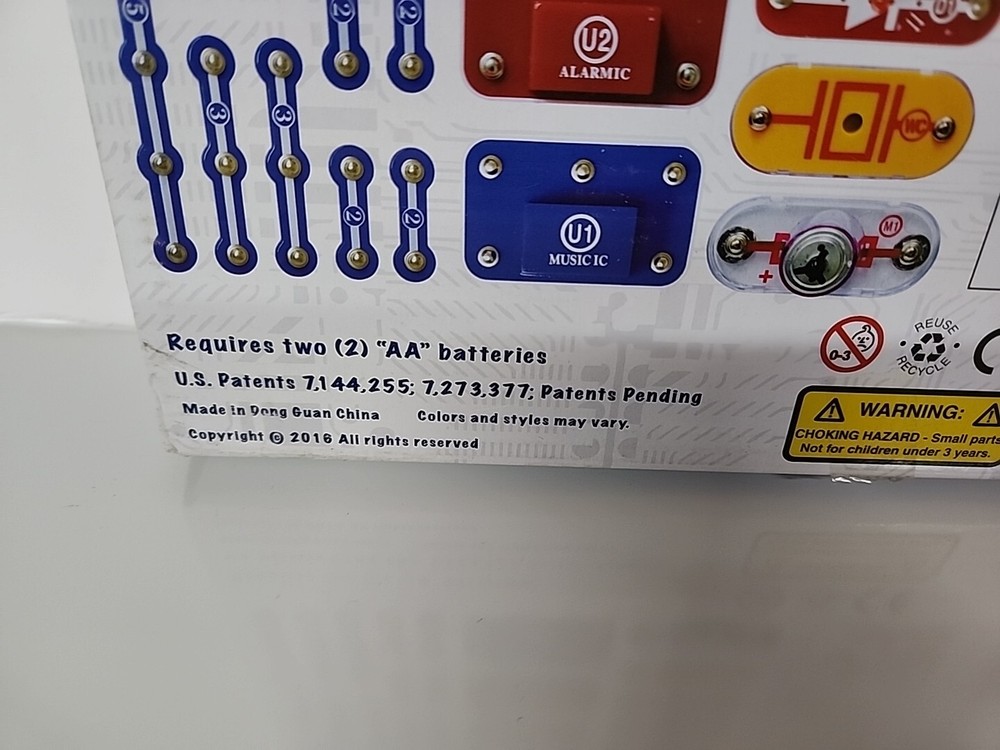 5
2
2
U2
ALARMIC
D1
3
3
WC
2
2
U1
MUSIC IC
M1
+
REUSE
RECYCLE
0-3
Requires two (2) “AA” batteries
U.S. Patents 7,144,255; 7,273,377; Patents Pending
Made in Dong Guan China Colors and styles may vary.
Copyright © 2016 All rights reserved
WARNING:
CHOKING HAZARD - Small parts
Not for children under 3 years.